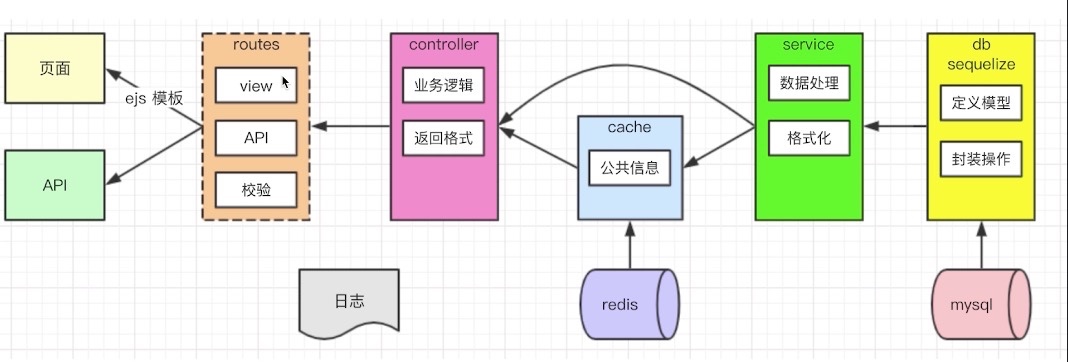 页面
ejs 模板
API
routes
view
API
校验
controller
业务逻辑
返回格式
cache
公共信息
service
数据处理
格式化
db
sequelize
定义模型
封装操作
日志
redis
mysql